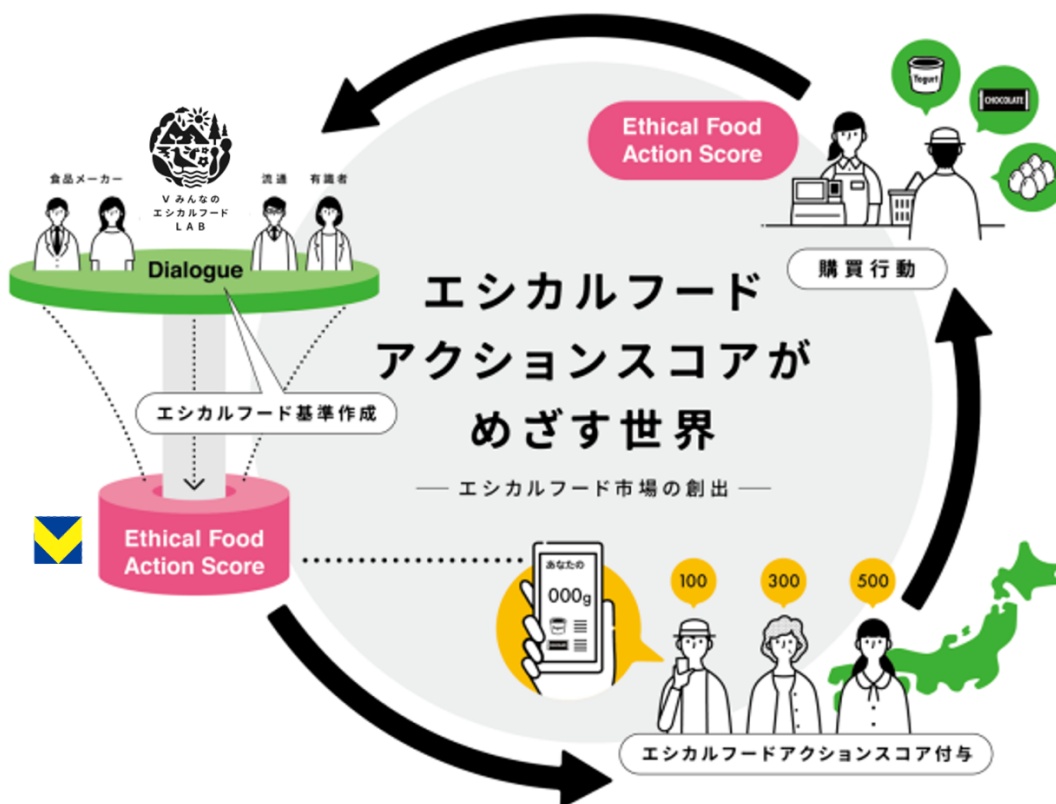 Ethical Food
Action Score
Yogurt
CHOCOLATE
購買行動
食品メーカー
V みんなの
エシカルフード
LAB
流通
有識者
Dialogue
エシカルフード基準作成
エシカルフード
アクションスコアが
めざす世界
エシカルフード市場の創出
Ethical Food
Action Score
あなたの
000g
100
300
500
エシカルフードアクションスコア付与